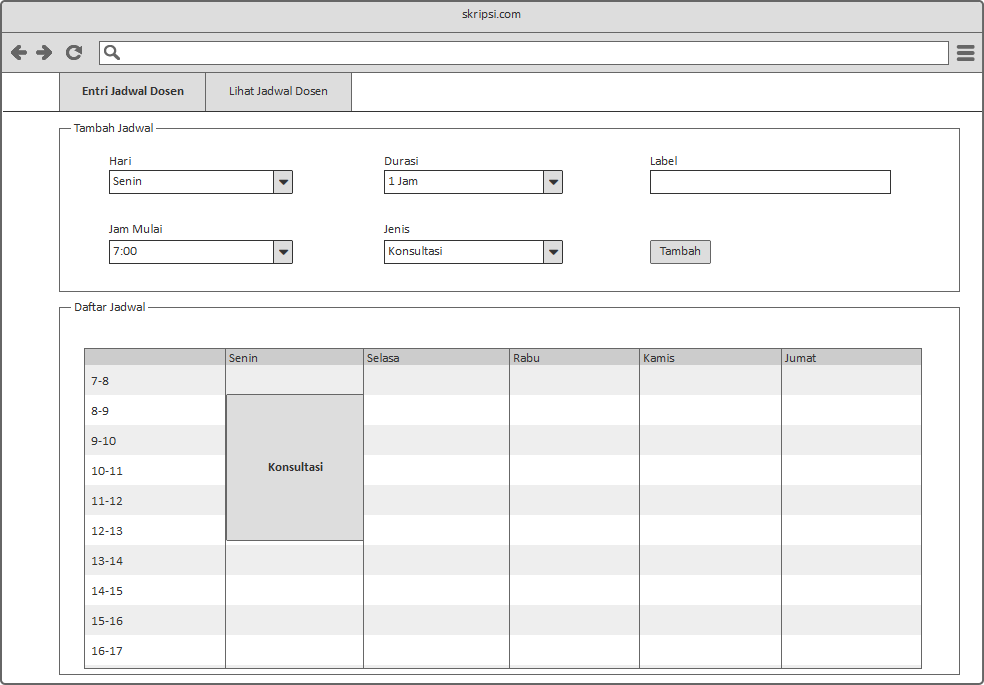 skripsi.com
Entri Jadwal Dosen
Lihat Jadwal Dosen
Tambah Jadwal
Hari
Durasi
Label
Senin
1 Jam
Jam Mulai
Jenis
7:00
Konsultasi
Tambah
Daftar Jadwal
Senin
Selasa
Rabu
Kamis
Jumat
7-8
8-9
9-10
Konsultasi
10-11
11-12
12-13
13-14
14-15
15-16
16-17